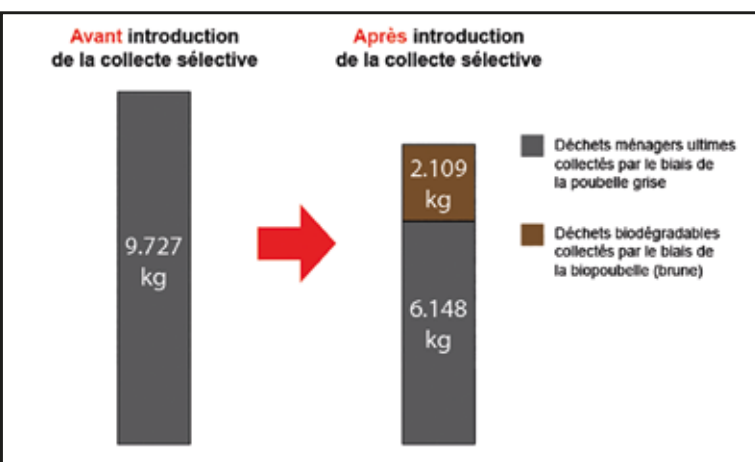 Avant introduction
de la collecte sélective
Après introduction
de la collecte sélective
9.727
kg
2.109
kg
6.148
kg
Déchets ménagers ultimes
collectés par le biais de
la poubelle grise
Déchets biodégradables
collectés par le biais de
la biopoubelle (brune)